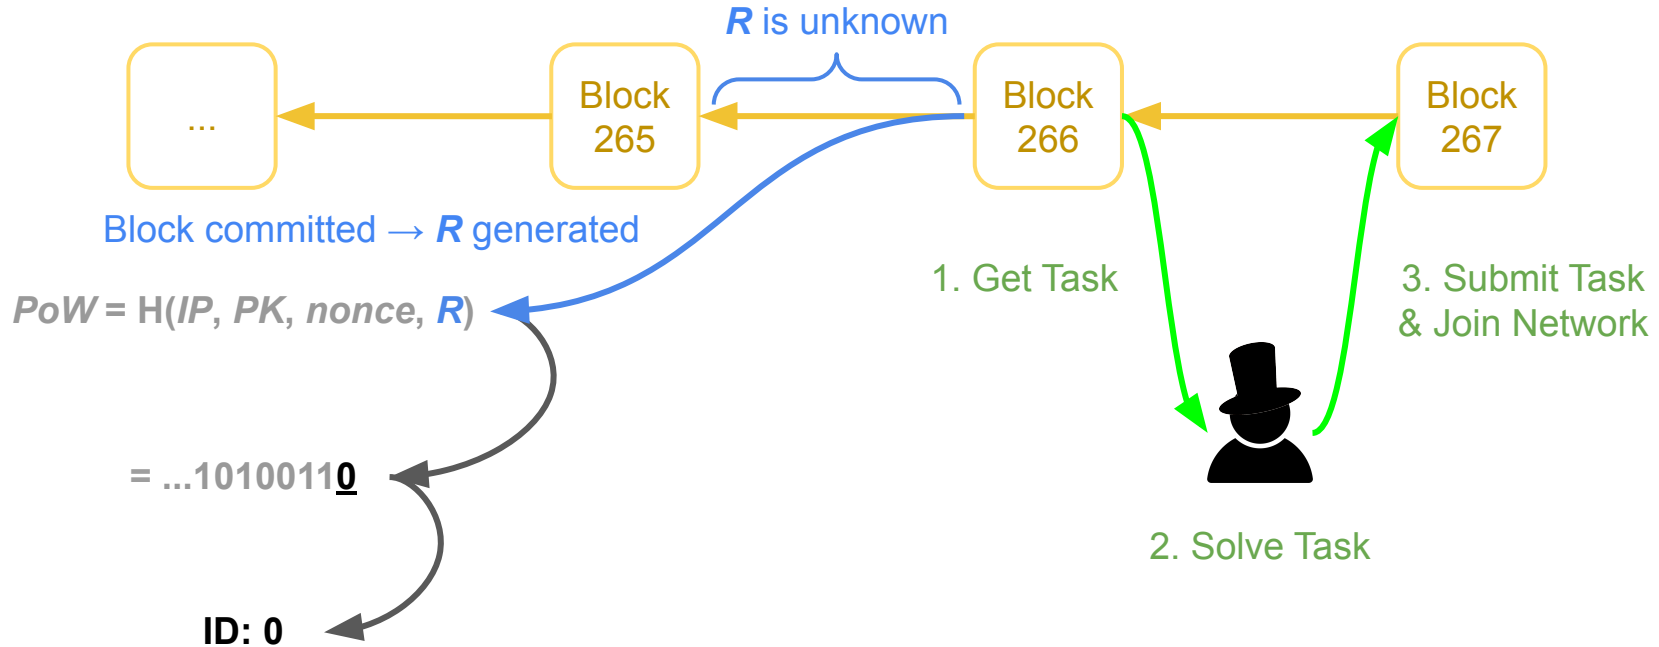 R is unknown
...
Block
265
Block
266
Block
267
Block committed → R generated
1. Get Task
3. Submit Task
& Join Network
PoW = H(IP, PK, nonce, R)
= ...10100110
2. Solve Task
ID: 0